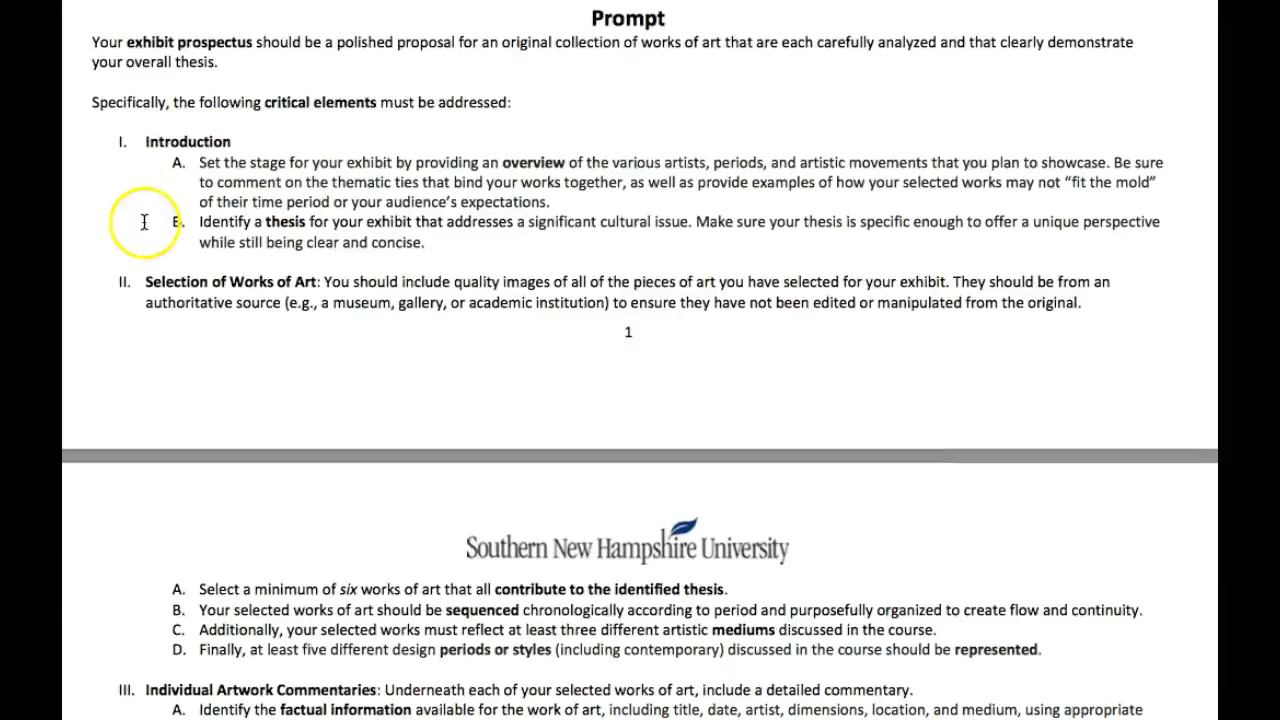 Prompt
Your exhibit prospectus should be a polished proposal for an original collection of works of art that are each carefully analyzed and that clearly demonstrate
your overall thesis.
Specifically, the following critical elements must be addressed:
I. Introduction
A. Set the stage for your exhibit by providing an overview of the various artists, periods, and artistic movements that you plan to showcase. Be sure
to comment on the thematic ties that bind your works together, as well as provide examples of how your selected works may not “fit the mold”
of their time period or your audience’s expectations.
B. Identify a thesis for your exhibit that addresses a significant cultural issue. Make sure your thesis is specific enough to offer a unique perspective
while still being clear and concise.
II. Selection of Works of Art: You should include quality images of all of the pieces of art you have selected for your exhibit. They should be from an
authoritative source (e.g., a museum, gallery, or academic institution) to ensure they have not been edited or manipulated from the original.
1
Southern New Hampshire University
A. Select a minimum of six works of art that all contribute to the identified thesis.
B. Your selected works of art should be sequenced chronologically according to period and purposefully organized to create flow and continuity.
C. Additionally, your selected works must reflect at least three different artistic mediums discussed in the course.
D. Finally, at least five different design periods or styles (including contemporary) discussed in the course should be represented.
III. Individual Artwork Commentaries: Underneath each of your selected works of art, include a detailed commentary.
A. Identify the factual information available for the work of art, including title, date, artist, dimensions, location, and medium, using appropriate